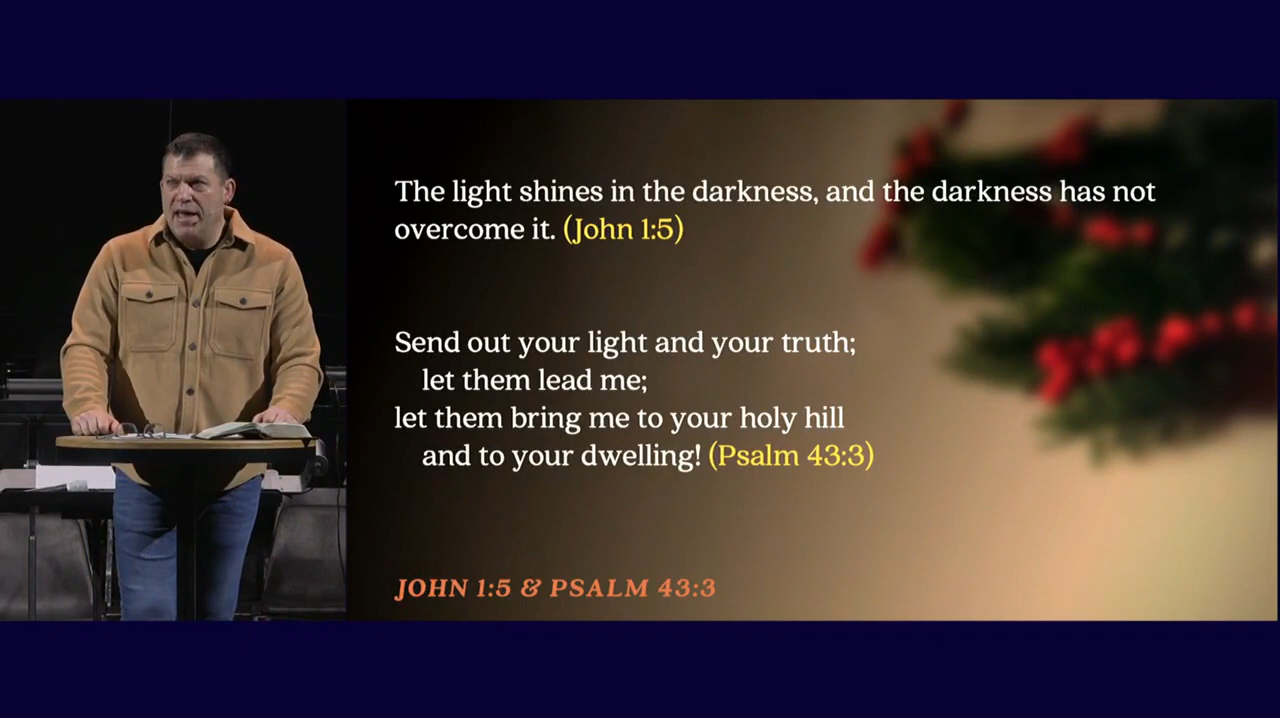 The light shines in the darkness, and the darkness has not
overcome it. (John 1:5)
Send out your light and your truth;
let them lead me;
let them bring me to your holy hill
and to your dwelling! (Psalm 43:3)
JOHN 1:5 & PSALM 43:3